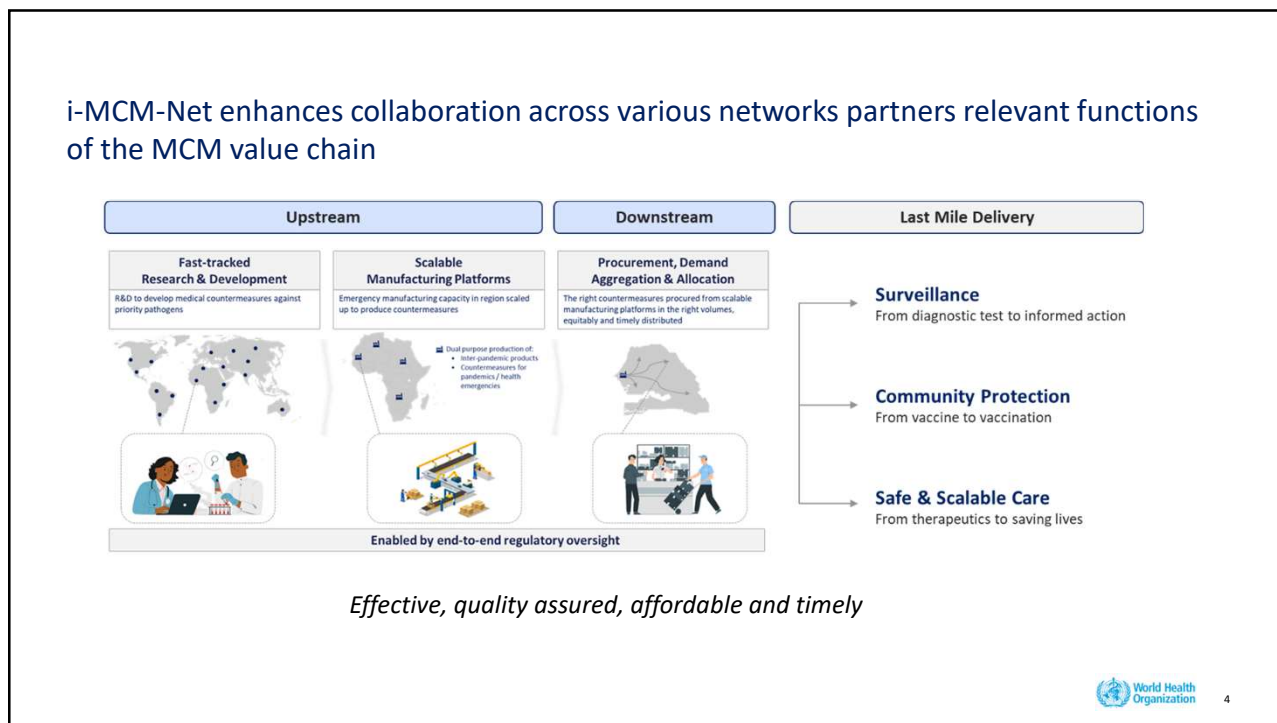 i-MCM-Net enhances collaboration across various networks partners relevant functions
of the MCM value chain
Upstream
Downstream
Last Mile Delivery
Fast-tracked
Research & Development
R&D to develop medical countermeasures against
priority pathogens
Scalable
Manufacturing Platforms
Emergency manufacturing capacity in region scaled
up to produce countermeasures
Procurement, Demand
Aggregation & Allocation
The right countermeasures procured from scalable
manufacturing platforms in the right volumes,
equitably and timely distributed
Dual purpose production of:
• Inter-pandemic products
• Countermeasures for
pandemics / health
emergencies
Surveillance
From diagnostic test to informed action
Community Protection
From vaccine to vaccination
Safe & Scalable Care
From therapeutics to saving lives
Enabled by end-to-end regulatory oversight
Effective, quality assured, affordable and timely
World Health
Organization
4